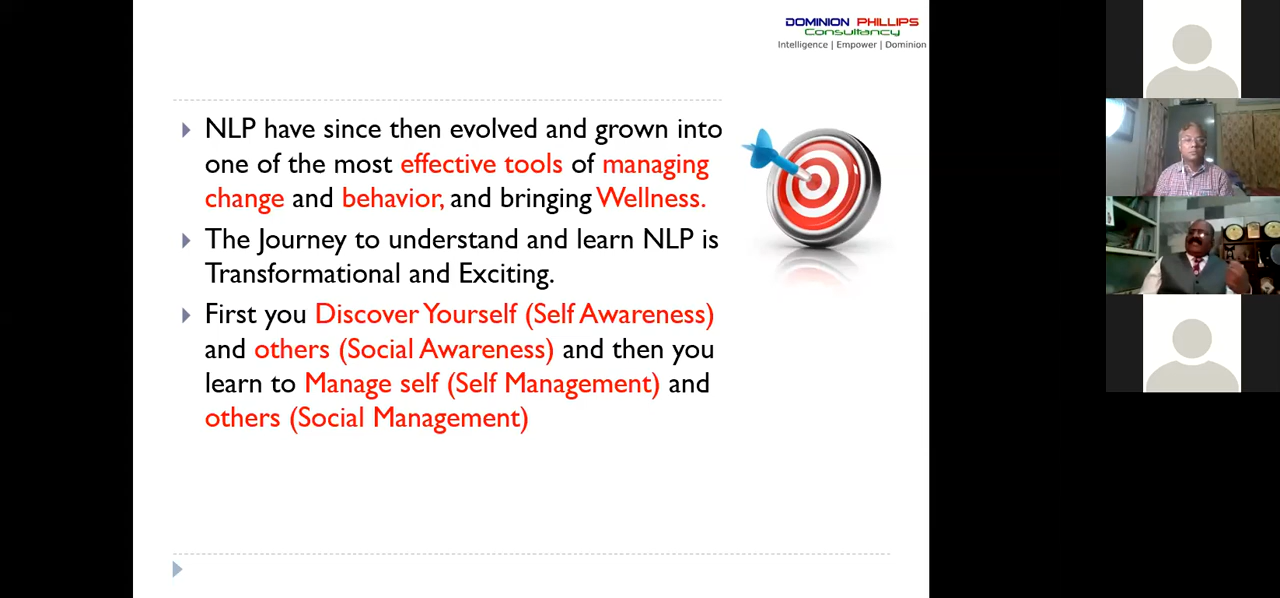 DOMINION PHILLIPS
Consultancy
Intelligence | Empower | Dominion
NLP have since then evolved and grown into
one of the most effective tools of managing
change and behavior, and bringing Wellness.
The Journey to understand and learn NLP is
Transformational and Exciting.
First you Discover Yourself (Self Awareness)
and others (Social Awareness) and then you
learn to Manage self (Self Management) and
others (Social Management)